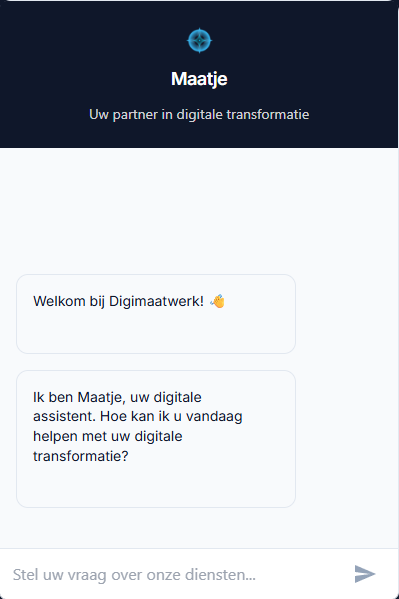 Maatje
Uw partner in digitale transformatie
Welkom bij Digimaatwerk! 👋
Ik ben Maatje, uw digitale
assistent. Hoe kan ik u vandaag
helpen met uw digitale
transformatie?
Stel uw vraag over onze diensten...